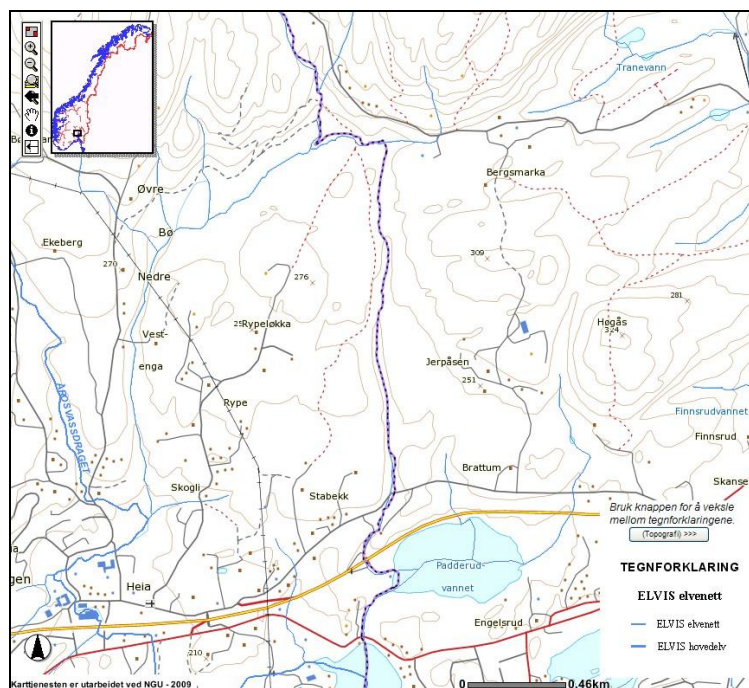 Tranevann
Bergsmarka
Øvre
Bø
Ekeberg
270
Nedre
276
309
281
Rypeløkka
Høgås
Vest-
enga
Jerpåsen
251
Finnsrudvannet
ÅROSVASSDRAGET
Rype
Finnsrud
Brattum
Skanse
Skogli
Stabekk
Bruk knappen for å veksle
mellom tegnforklaringene.
(Topografi) >>>
Padderud-
vannet
TEGNFORKLARING
gen
Heia
ELVIS elvenett
Engelsrud
ELVIS elvenett
ELVIS hovedelv
210
Karttjenesten er utarbeidet ved NGU - 2009
0
0.46km